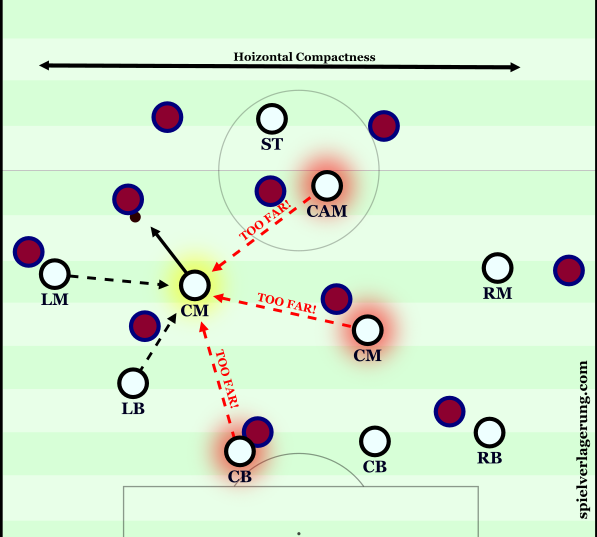 Hoizontal Compactness
ST
CAM
TOO FAR!
LM
CM
TOO FAR!
RM
CM
TOO FAR!
LB
CB
CB
RB
spielverlagerung.com